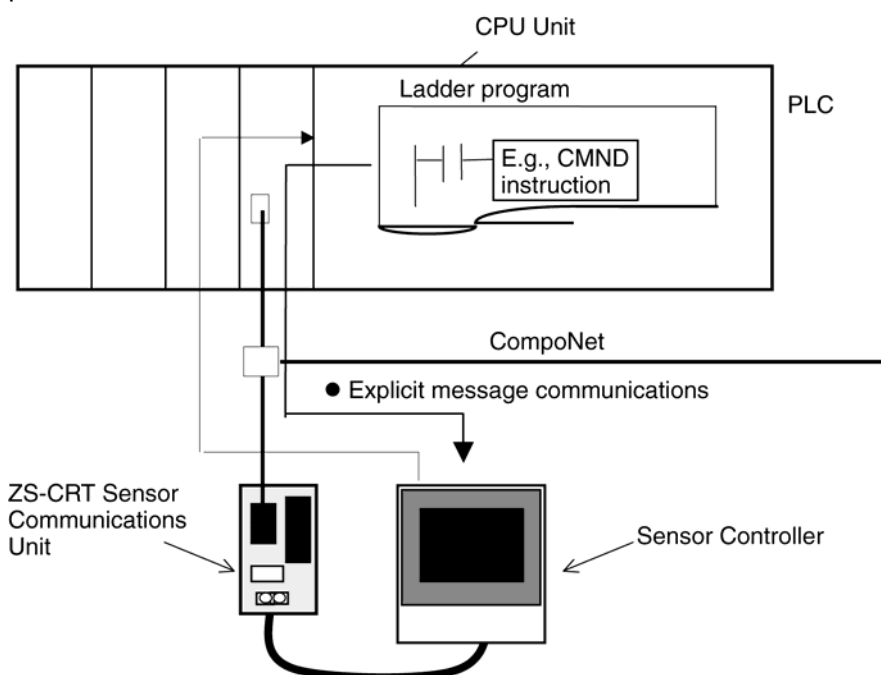 CPU Unit
Ladder program
PLC
E.g., CMND
instruction
CompoNet
● Explicit message communications
ZS-CRT Sensor
Communications
Unit
Sensor Controller